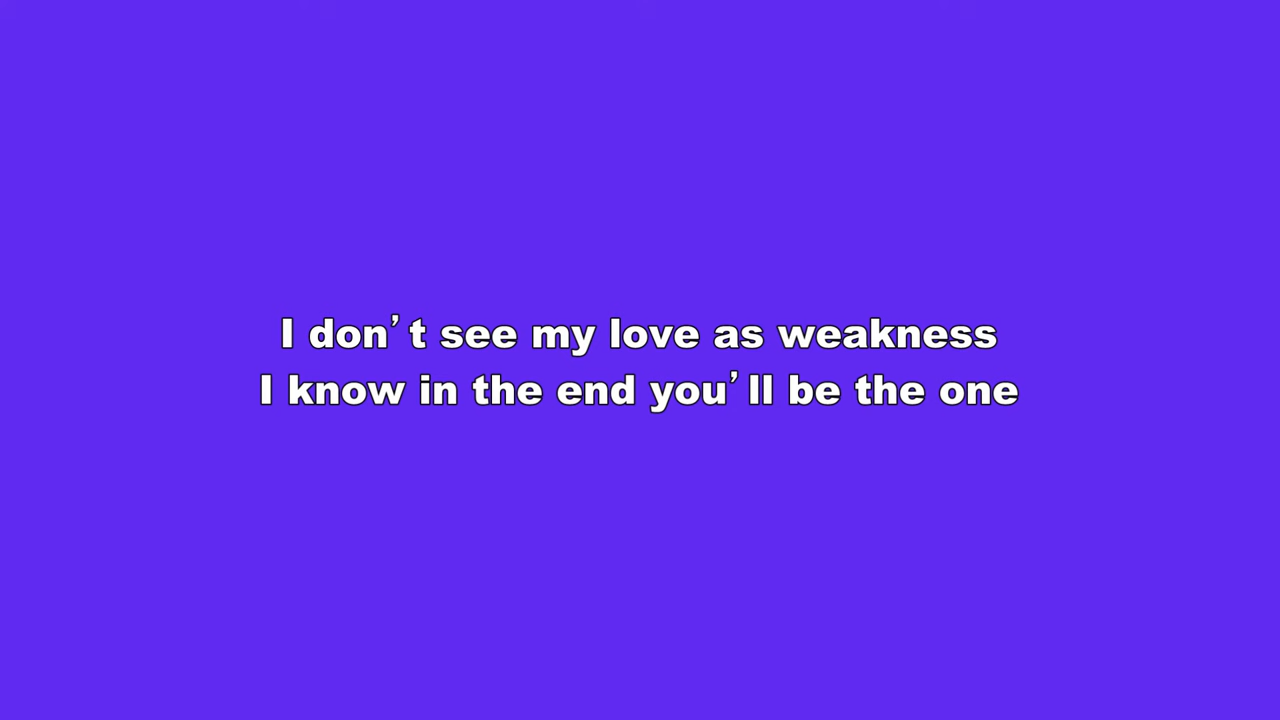 I don’t see my love as weakness
I know in the end you’ll be the one